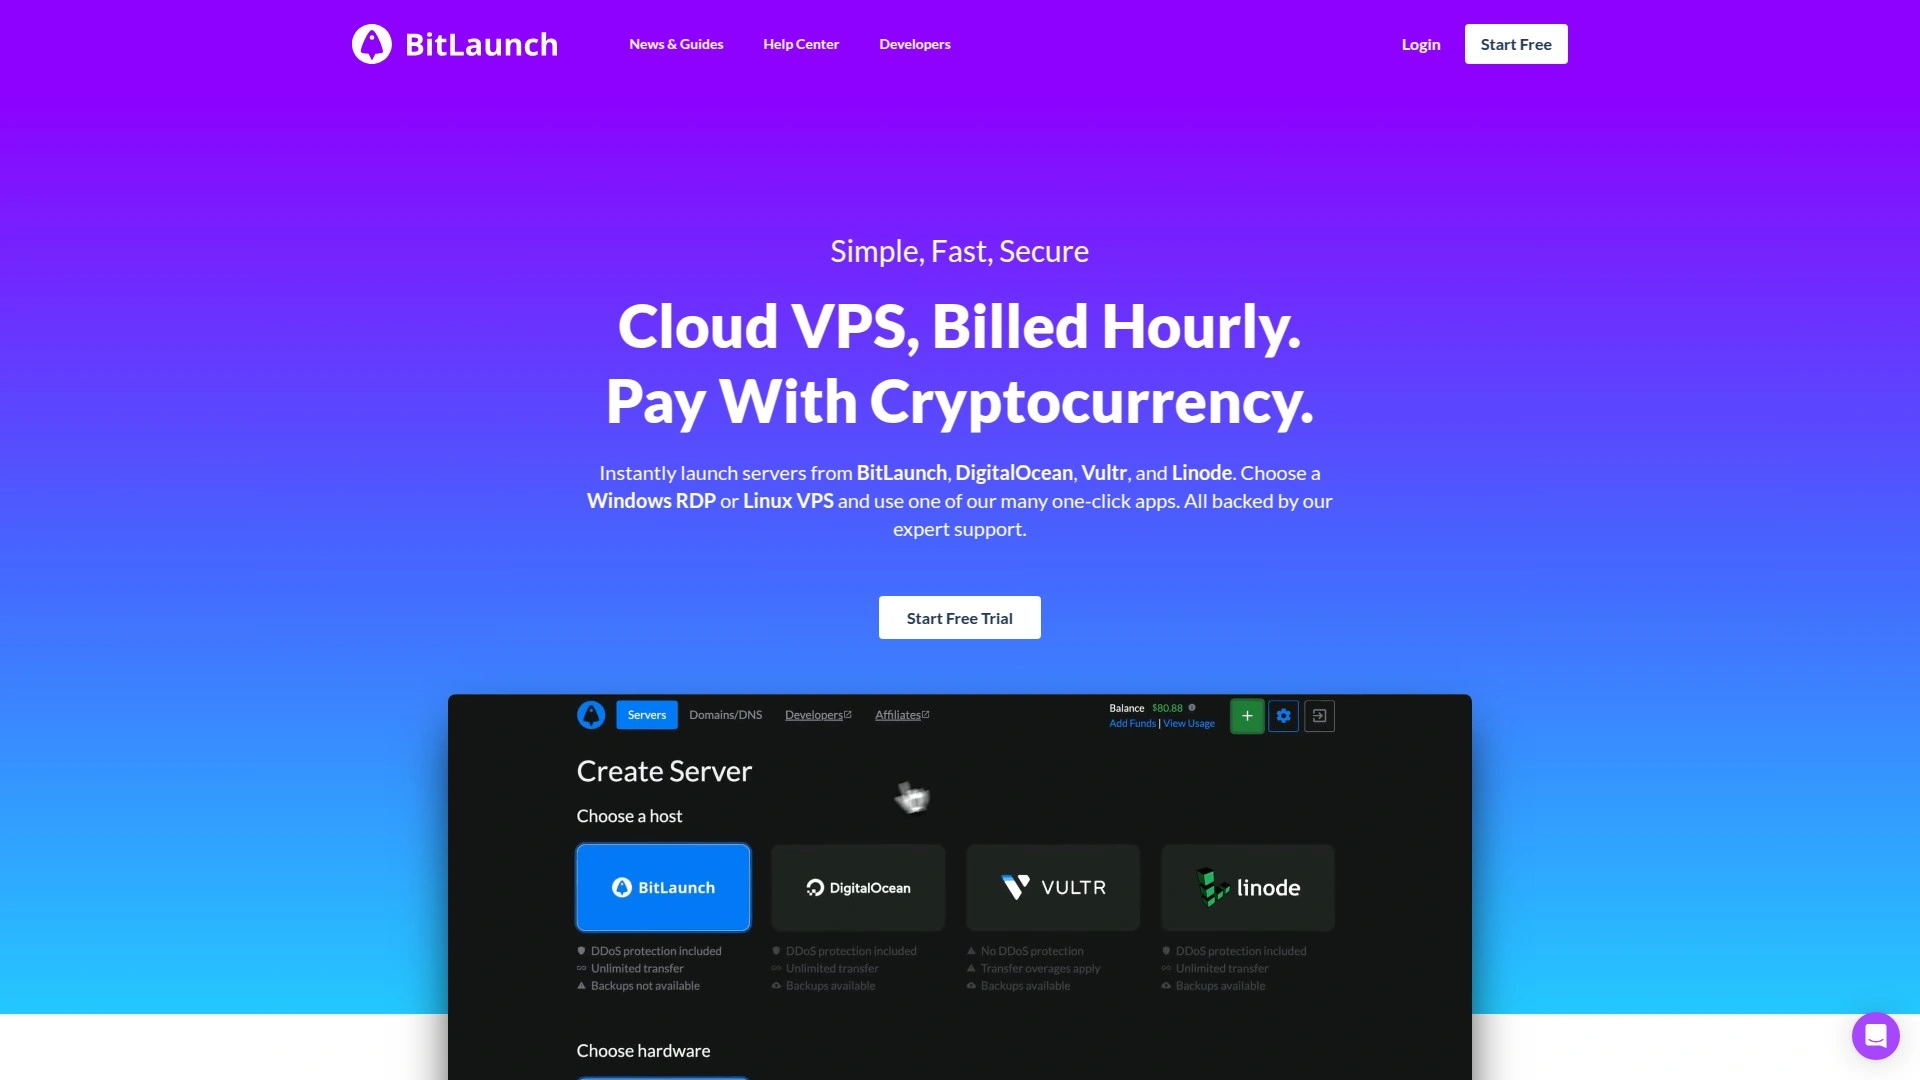 BitLaunch
News & Guides
Help Center
Developers
Login
Start Free
Simple, Fast, Secure
Cloud VPS, Billed Hourly.
Pay With Cryptocurrency.
Instantly launch servers from BitLaunch, DigitalOcean, Vultr, and Linode. Choose a
Windows RDP or Linux VPS and use one of our many one-click apps. All backed by our
expert support.
Start Free Trial
Servers
Domains/DNS
Developers
Affiliates
Balance $80.88
Add Funds | View Usage
Create Server
Choose a host
BitLaunch
DigitalOcean
VULTR
linode
DDoS protection included
Unlimited transfer
Backups not available
DDoS protection included
Unlimited transfer
Backups available
No DDoS protection
Transfer overages apply
Backups available
DDoS protection included
Unlimited transfer
Backups available
Choose hardware